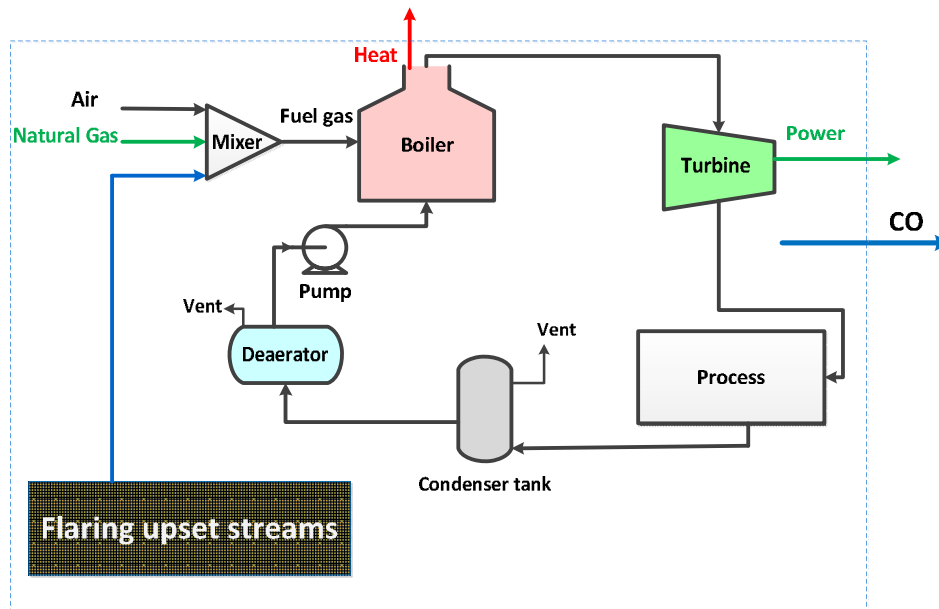 Heat
Air
Fuel gas
Natural Gas
Mixer
Boiler
Turbine
Power
CO
Pump
Vent
Deaerator
Vent
Process
Condenser tank
Flaring upset streams